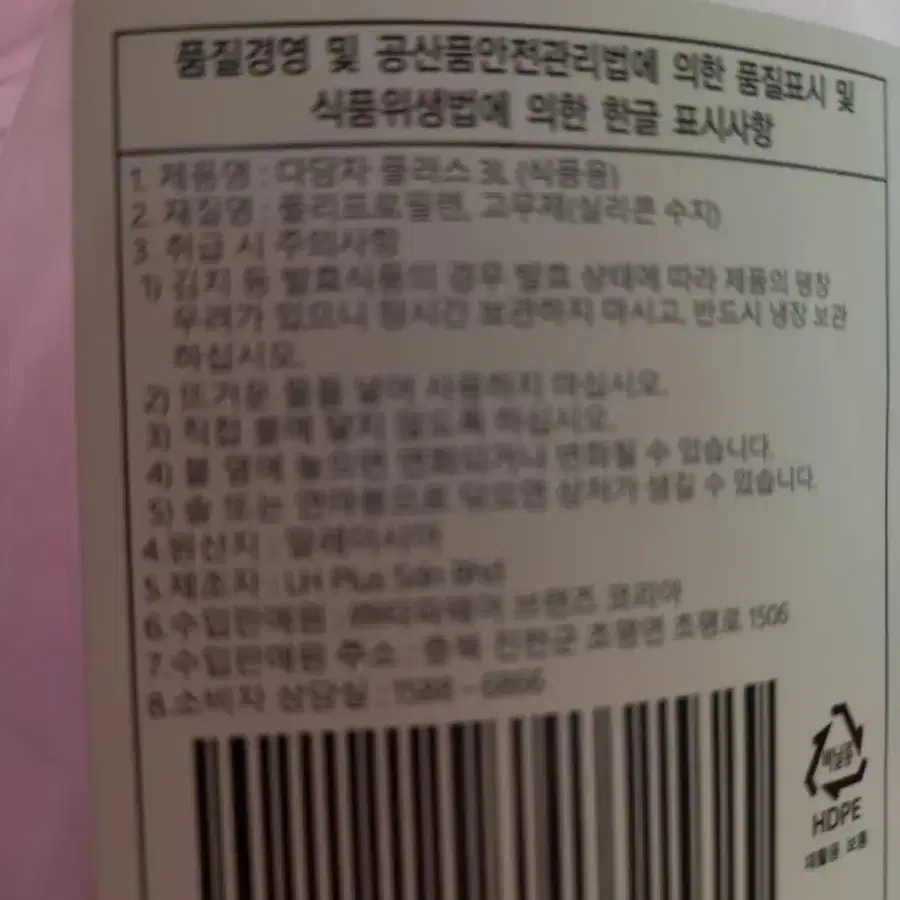 품질경영 및 공산품안전관리법에 의한 품질표시 및
식품위생법에 의한 한글 표시사항
1. 제품명 : 다담자 플러스 3L (식품용)
2. 재질명 : 폴리프로필렌, 고무제(실리콘 수지)
3. 취급 시 주의사항
1) 김치 등 발효식품의 경우 발효 상태에 따라 제품의 팽창
우려가 있으니 장시간 보관하지 마시고, 반드시 냉장 보관
하십시오.
2) 뜨거운 물을 넣어 사용하지 마십시오.
3) 직접 불에 닿지 않도록 하십시오.
4) 불 옆에 놓으면 변화될 수 있습니다.
5) 솔 또는 연마용으로 닦으면 상처가 생길 수 있습니다.
4.원산지 : 말레이시아
5.제조자 : LH Plus Sdn Bhd
6.수입판매원 : 타파웨어 브랜즈 코리아
7.수입판매원 주소 : 충북 진천군 초평면 초평로 1506
8.소비자 상담실 : 1588 -
비닐류
HDPE
재활용 보통